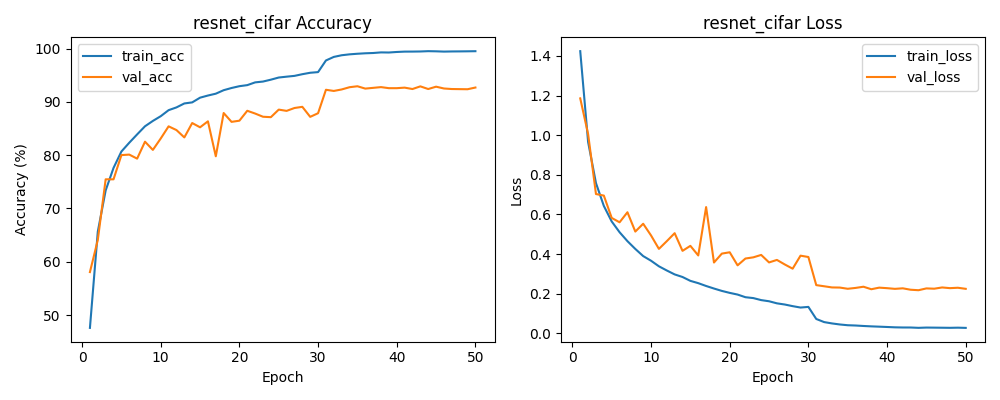 resnet_cifar Accuracy
train_acc
val_acc
Accuracy (%)
100
90
80
70
60
50
0 10 20 30 40 50
Epoch
resnet_cifar Loss
train_loss
val_loss
Loss
1.4
1.2
1.0
0.8
0.6
0.4
0.2
0.0
0 10 20 30 40 50
Epoch